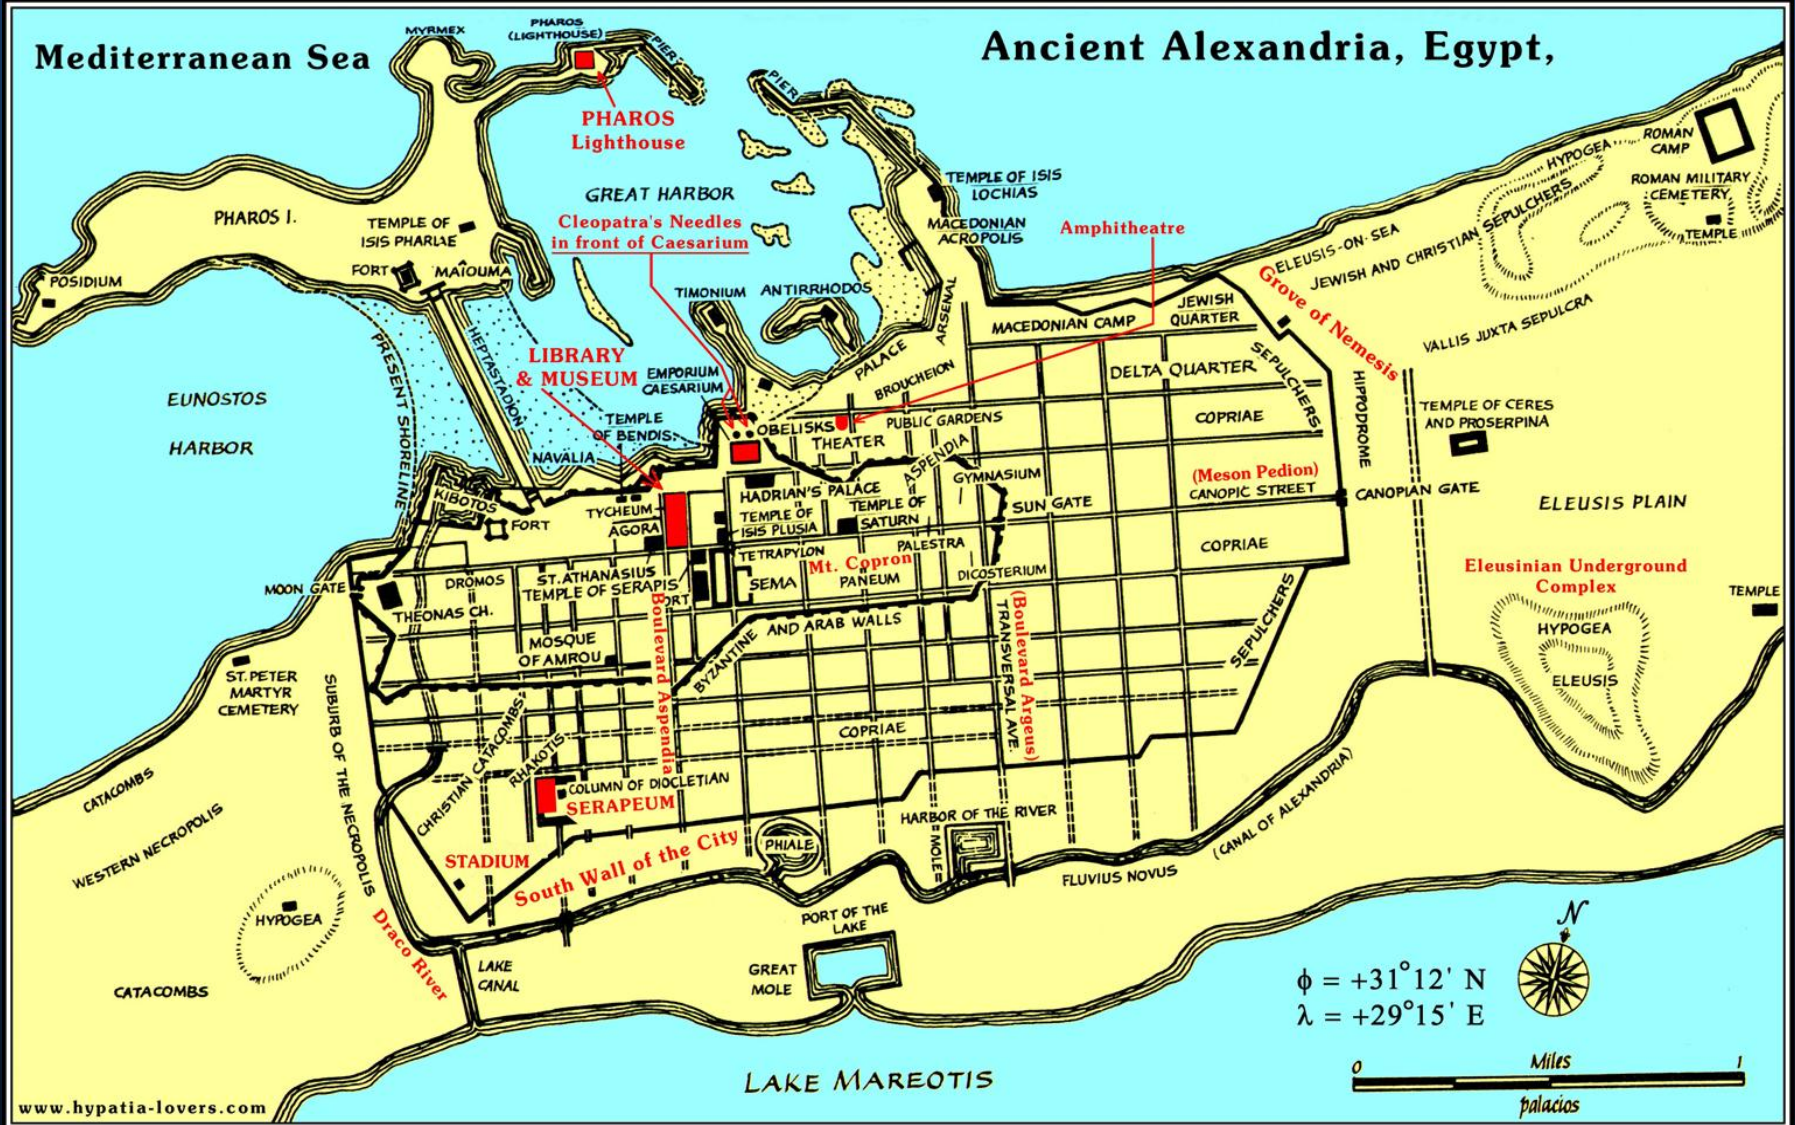 Mediterranean Sea
Ancient Alexandria, Egypt,
MYRMEX
PHAROS
(LIGHTHOUSE)
PIER
PIER
PHAROS
Lighthouse
GREAT HARBOR
Cleopatra's Needles
in front of Caesarium
TEMPLE OF ISIS
LOCHIAS
MACEDONIAN
ACROPOLIS
Amphitheatre
ROMAN
CAMP
HYPOGEA
ROMAN MILITARY
CEMETERY
TEMPLE
ELEUSIS-ON-SEA
JEWISH AND CHRISTIAN SEPULCHERS
VALLIS JUXTA SEPULCRA
Grove of Nemesis
PHAROS I.
TEMPLE OF
ISIS PHARIAE
FORT
MAÎOUMA
POSIDIUM
EUNOSTOS
HARBOR
PRESENT SHORELINE
HEPTASTADION
LIBRARY
& MUSEUM
TIMONIUM
ANTIRRHODOS
EMPORIUM
CAESARIUM
TEMPLE
OF BENDIS
NAVALIA
OBELISKS
THEATER
PALACE
BROUCHEION
ARSENAL
MACEDONIAN CAMP
JEWISH
QUARTER
DELTA QUARTER
SEPULCHERS
PUBLIC GARDENS
COPRIAE
HIPPODROME
TEMPLE OF CERES
AND PROSERPINA
ASPENDIA
GYMNASIUM
(Meson Pedion)
CANOPIC STREET
CANOPIAN GATE
ELEUSIS PLAIN
KIBOTOS
FORT
TYCHEUM
AGORA
HADRIAN'S PALACE
TEMPLE OF
ISIS PLUSIA
TEMPLE OF
SATURN
SUN GATE
TETRAPYLON
Mt. Copron
PALESTRA
COPRIAE
Eleusinian Underground
Complex
MOON GATE
DROMOS
ST. ATHANASIUS
TEMPLE OF SERAPIS
SEMA
PANEUM
DICOSTERIUM
THEONAS CH.
MOSQUE
OF AMROU
BYZANTINE
AND ARAB WALLS
Boulevard Aspendia
TRANSVERSAL AVE.
(Boulevard Argeus)
SEPULCHERS
HYPOGEA
ELEUSIS
TEMPLE
ST. PETER
MARTYR
CEMETERY
SUBURB OF THE NECROPOLIS
CATACOMBS
WESTERN NECROPOLIS
CHRISTIAN CATACOMBS
RHAKOTIS
COLUMN OF DIOCLETIAN
SERAPEUM
COPRIAE
STADIUM
South Wall of the City
PHIALE
HARBOR OF THE RIVER
MOLE
FLUVIUS NOVUS
(CANAL OF ALEXANDRIA)
HYPOGEA
Draco River
CATACOMBS
LAKE
CANAL
PORT OF THE
LAKE
GREAT
MOLE
N
ϕ = +31°12' N
λ = +29°15' E
LAKE MAREOTIS
0 Miles 1
palacios
www.hypatia-lovers.com